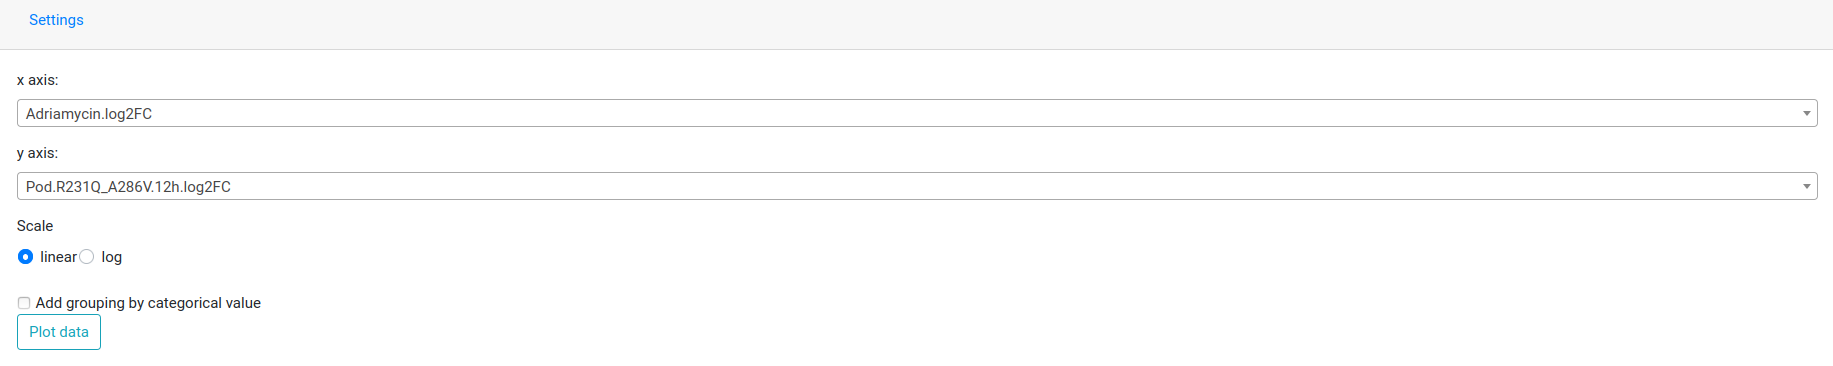 Settings
x axis:
Adriamycin.log2FC
y axis:
Pod.R231Q_A286V.12h.log2FC
Scale
linear log
Add grouping by categorical value
Plot data